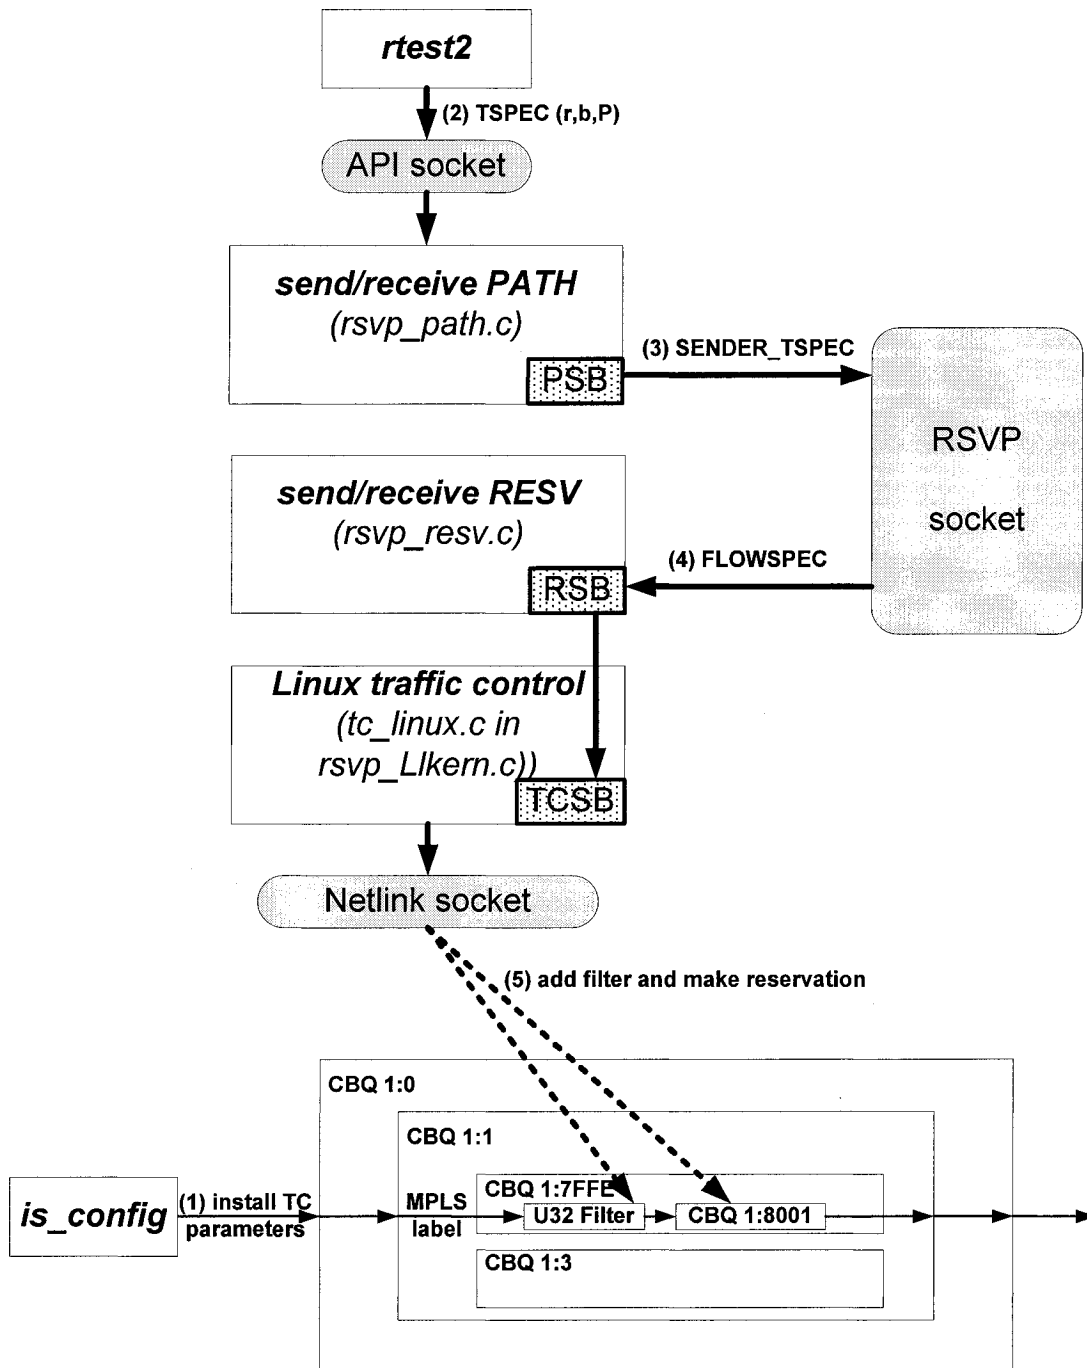 rtest2
(2) TSPEC (r,b,P)
API socket
send/receive PATH
(rsvp_path.c)
PSB
(3) SENDER_TSPEC
RSVP
socket
send/receive RESV
(rsvp_resv.c)
RSB
(4) FLOWSPEC
Linux traffic control
(tc_linux.c in
rsvp_LIkern.c))
TCSB
Netlink socket
(5) add filter and make reservation
CBQ 1:0
CBQ 1:1
is_config
(1) install TC
parameters
MPLS
label
CBQ 1:7FFE
U32 Filter
CBQ 1:8001
CBQ 1:3